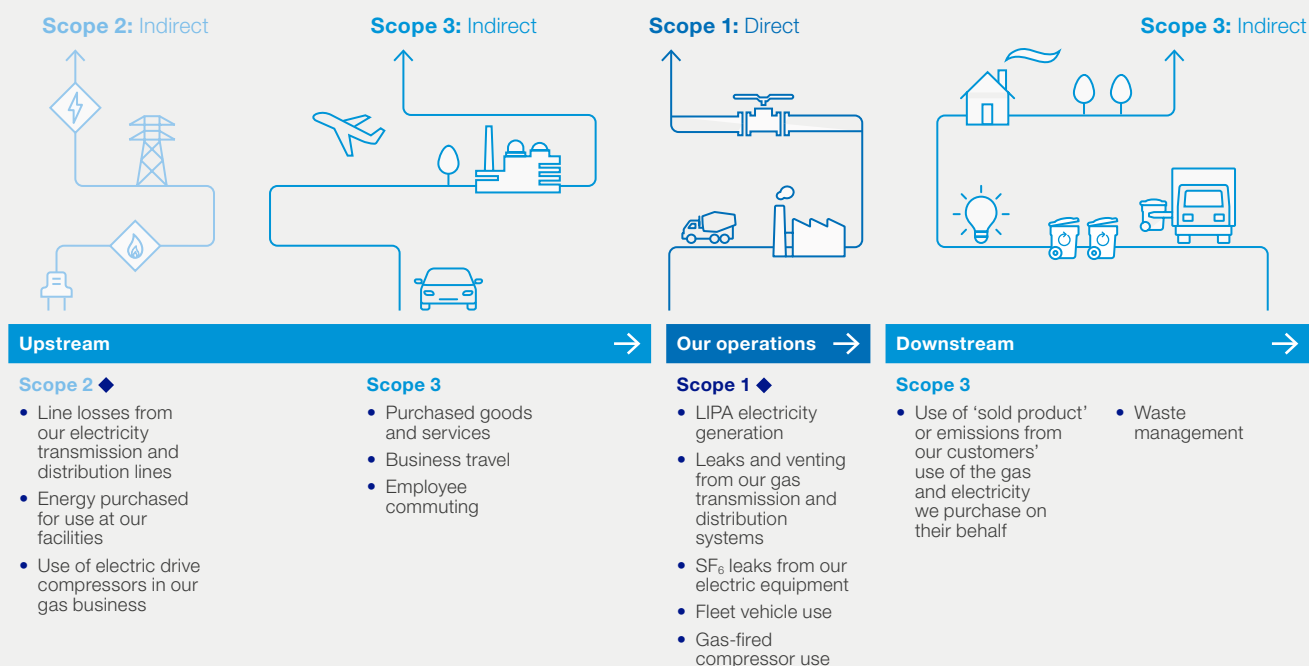 Scope 2: Indirect
Scope 3: Indirect
Scope 1: Direct
Scope 3: Indirect
Upstream
Our operations
Downstream
Scope 2
• Line losses from
our electricity
transmission and
distribution lines
• Energy purchased
for use at our
facilities
• Use of electric drive
compressors in our
gas business
Scope 3
• Purchased goods
and services
• Business travel
• Employee
commuting
Scope 1
• LIPA electricity
generation
• Leaks and venting
from our gas
transmission and
distribution
systems
• SF₆ leaks from our
electric equipment
• Fleet vehicle use
• Gas-fired
compressor use
Scope 3
• Use of ‘sold product’
or emissions from
our customers’
use of the gas
and electricity
we purchase on
their behalf
• Waste
management